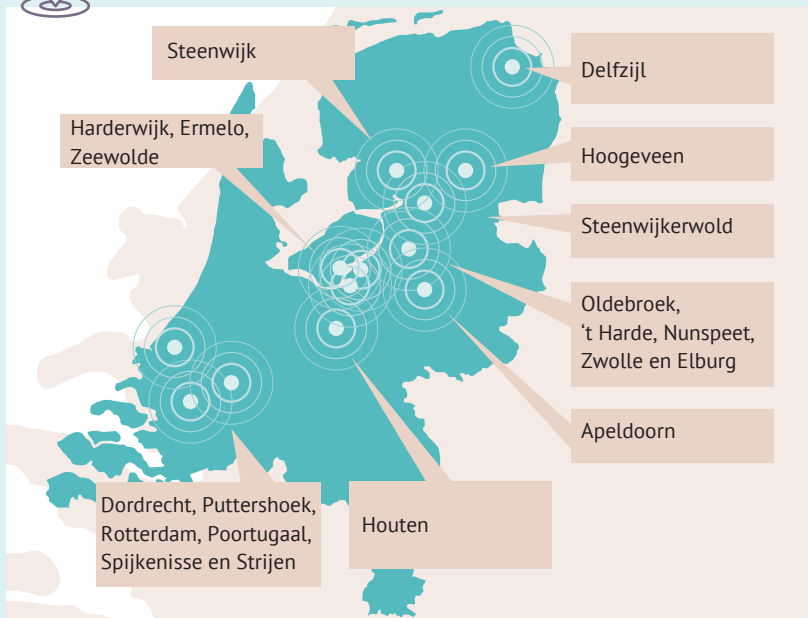 Steenwijk
Delfzijl
Harderwijk, Ermelo,
Zeewolde
Hoogeveen
Steenwijkerwold
Oldebroek,
‘t Harde, Nunspeet,
Zwolle en Elburg
Apeldoorn
Dordrecht, Puttershoek,
Rotterdam, Poortugaal,
Spijkenisse en Strijen
Houten